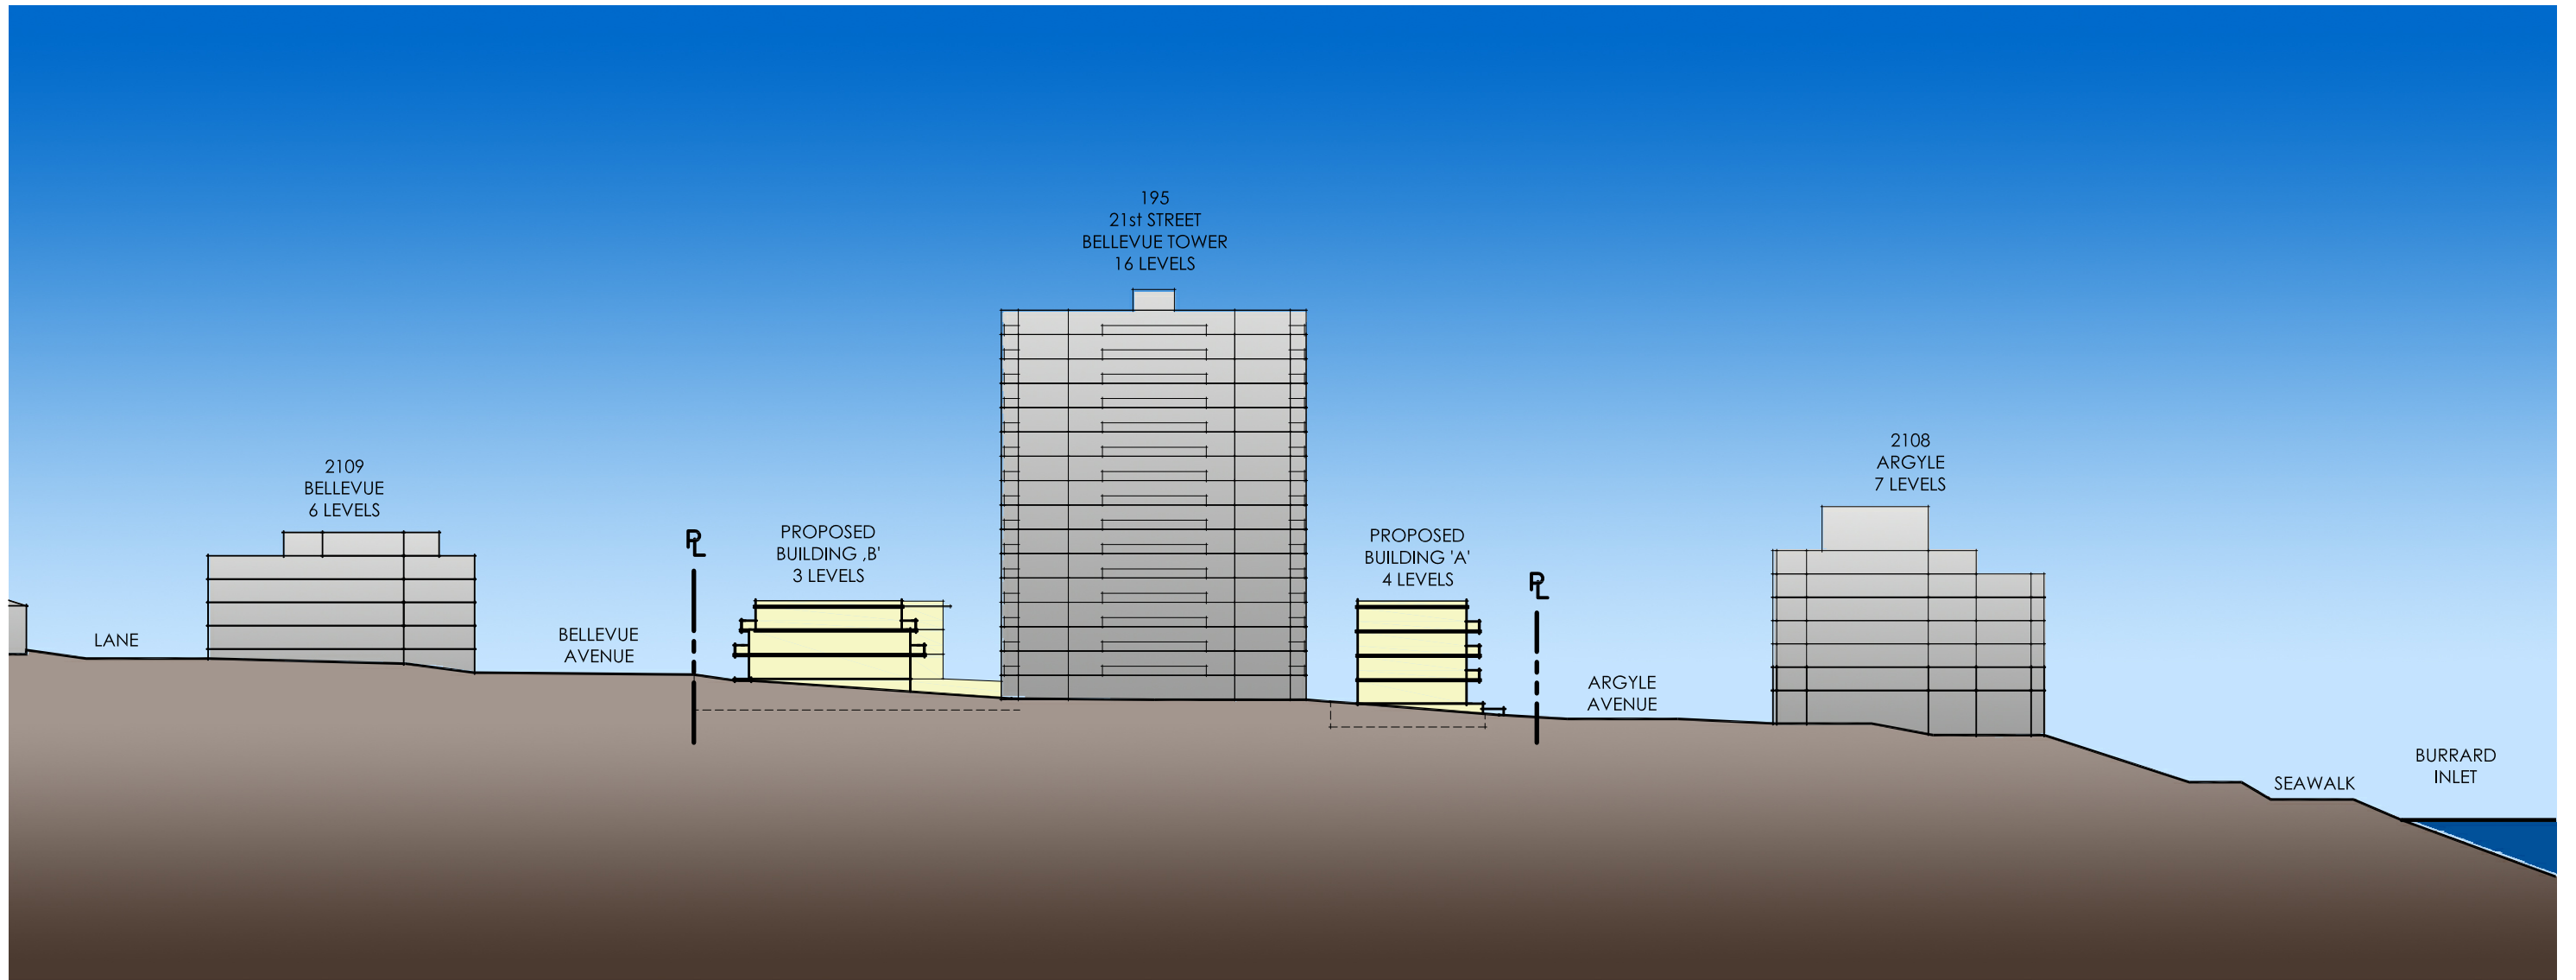 195
21st STREET
BELLEVUE TOWER
16 LEVELS
2109
BELLEVUE
6 LEVELS
2108
ARGYLE
7 LEVELS
PL
PROPOSED
BUILDING ,B'
3 LEVELS
PROPOSED
BUILDING 'A'
4 LEVELS
PL
LANE
BELLEVUE
AVENUE
ARGYLE
AVENUE
SEAWALK
BURRARD
INLET